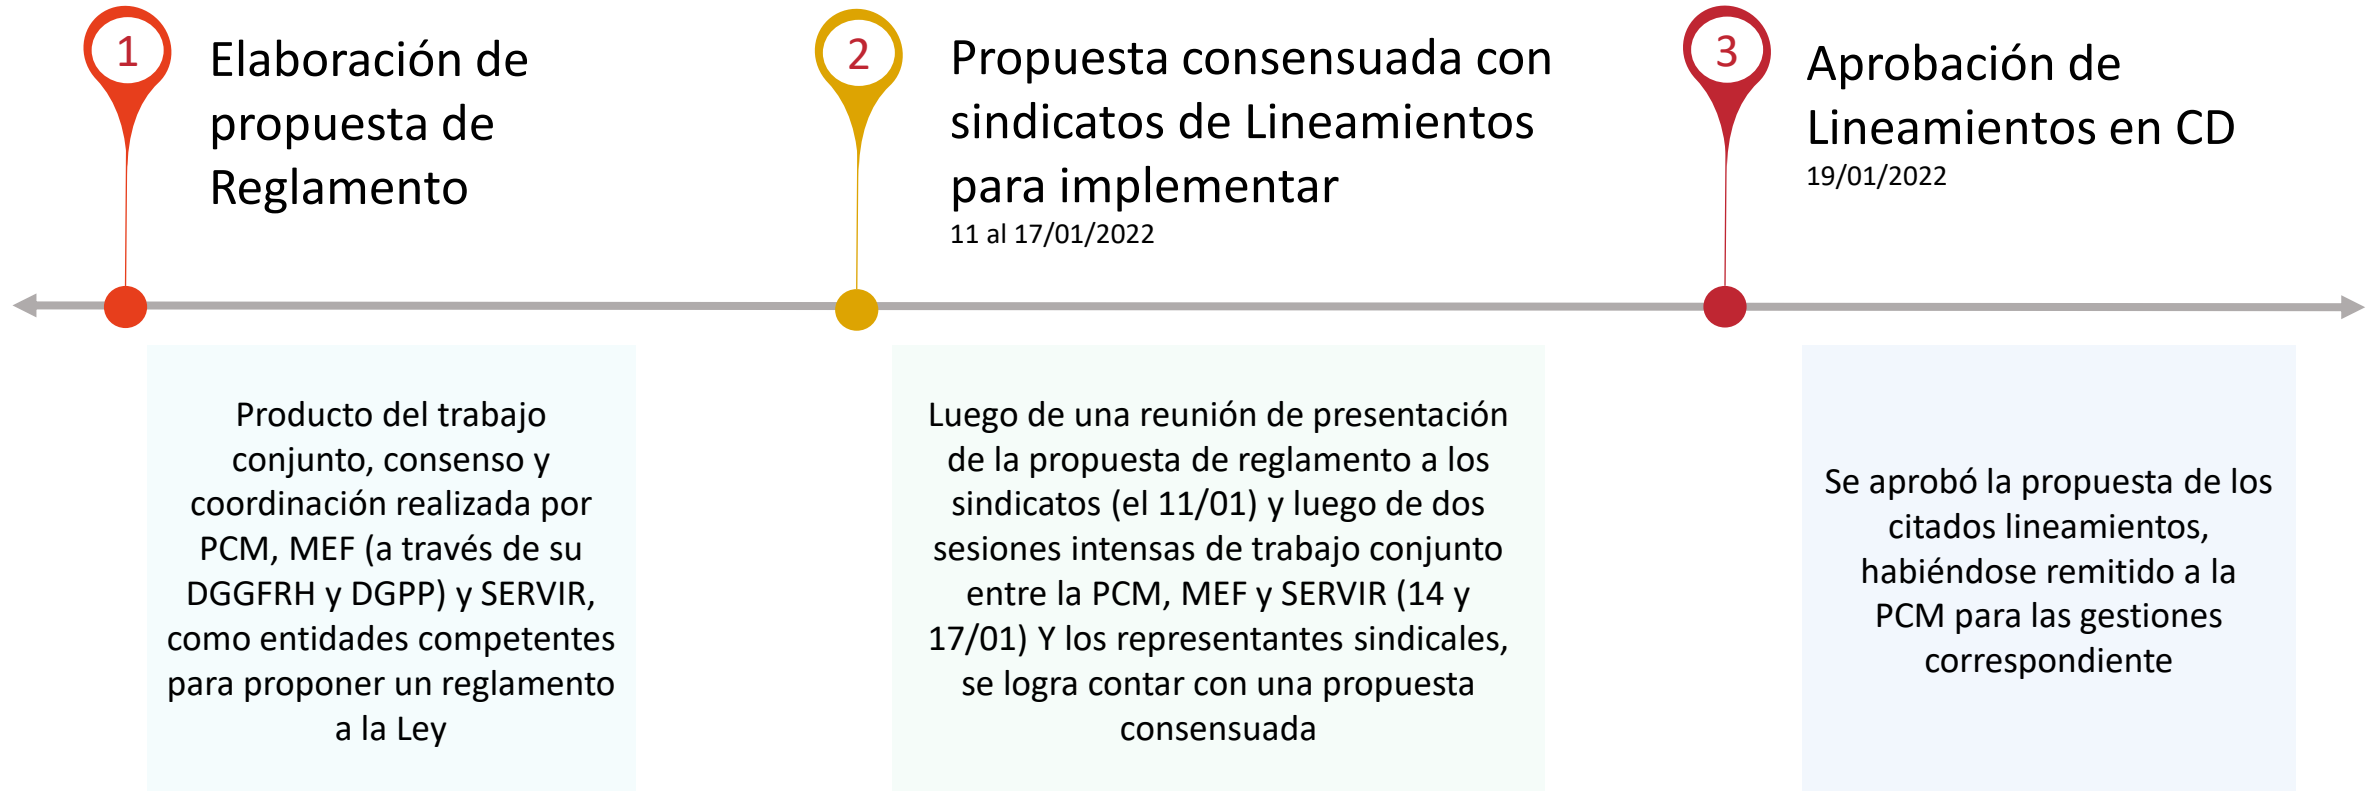 1
Elaboración de
propuesta de
Reglamento
2
Propuesta consensuada con
sindicatos de Lineamientos
para implementar
11 al 17/01/2022
3
Aprobación de
Lineamientos en CD
19/01/2022
Producto del trabajo
conjunto, consenso y
coordinación realizada por
PCM, MEF (a través de su
DGGFRH y DGPP) y SERVIR,
como entidades competentes
para proponer un reglamento
a la Ley
Luego de una reunión de presentación
de la propuesta de reglamento a los
sindicatos (el 11/01) y luego de dos
sesiones intensas de trabajo conjunto
entre la PCM, MEF y SERVIR (14 y
17/01) Y los representantes sindicales,
se logra contar con una propuesta
consensuada
Se aprobó la propuesta de los
citados lineamientos,
habiéndose remitido a la
PCM para las gestiones
correspondiente